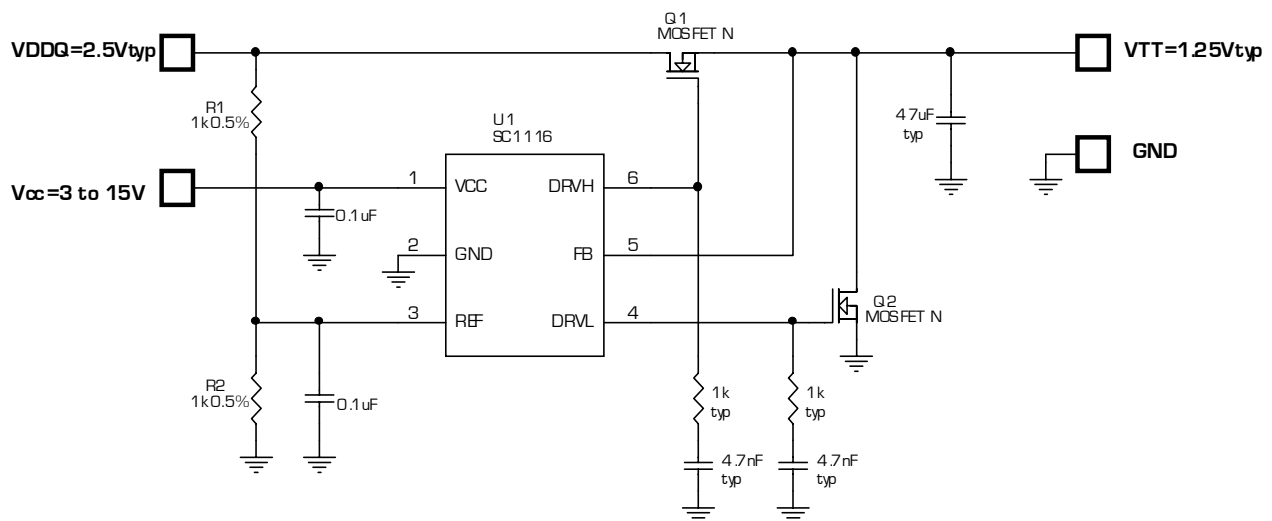 Q1
MOSFET N
VDDQ=2.5Vtyp
VTT=1.25Vtyp
R1
1k0.5%
U1
SC1116
47uF
typ
GND
Vcc=3 to 15V
1
VCC
DRVH
6
0.1uF
2
GND
FB
5
Q2
MOSFET N
3
REF
DRVL
4
R2
1k0.5%
0.1uF
1k
typ
1k
typ
4.7nF
typ
4.7nF
typ